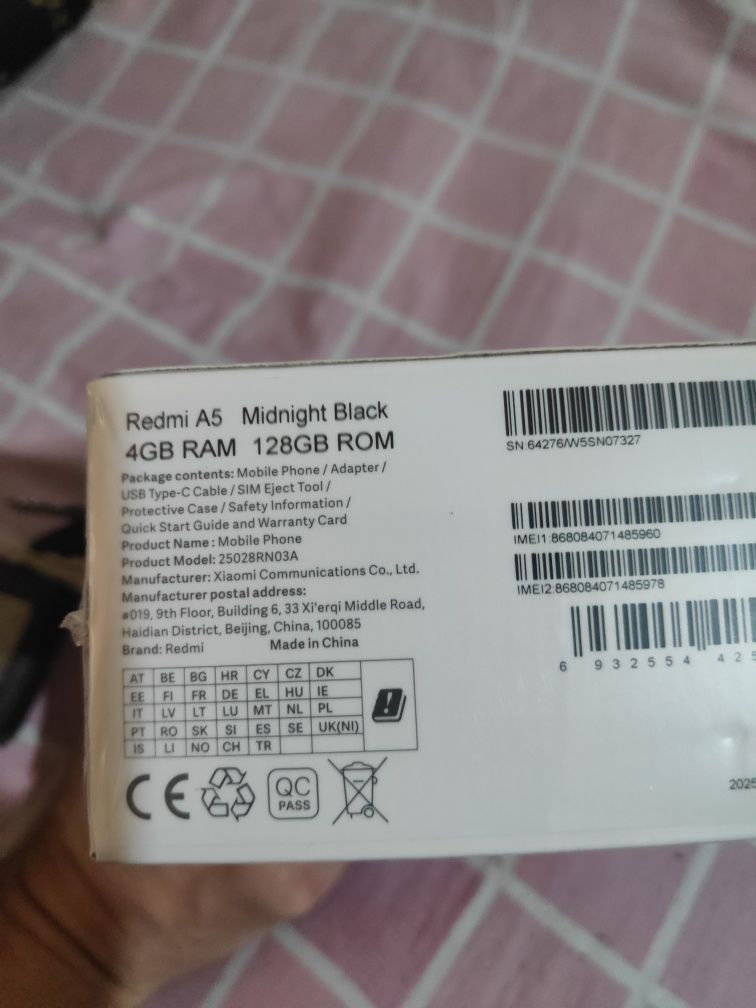 Redmi A5 Midnight Black
4GB RAM 128GB ROM
Package contents: Mobile Phone / Adapter /
USB Type-C Cable / SIM Eject Tool /
Protective Case / Safety Information /
Quick Start Guide and Warranty Card
Product Name : Mobile Phone
Product Model: 25028RN03A
Manufacturer: Xiaomi Communications Co., Ltd.
Manufacturer postal address:
#019, 9th Floor, Building 6, 33 Xi'erqi Middle Road,
Haidian District, Beijing, China, 100085
Brand: Redmi Made in China
AT BE BG HR CY CZ DK
EE FI FR DE EL HU IE
IT LV LT LU MT NL PL
PT RO SK SI ES SE UK(NI)
IS LI NO CH TR
CE
QC
PASS
SN:64276/W5SN07327
IMEI1:868084071485960
IMEI2:868084071485978
6 932554 425
2025